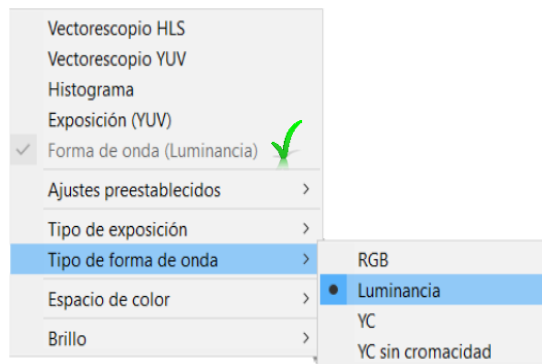 Vectorescopio HLS
Vectorescopio YUV
Histograma
Exposición (YUV)
Forma de onda (Luminancia)
Ajustes preestablecidos
Tipo de exposición
Tipo de forma de onda
Espacio de color
Brillo
RGB
Luminancia
YC
YC sin cromacidad